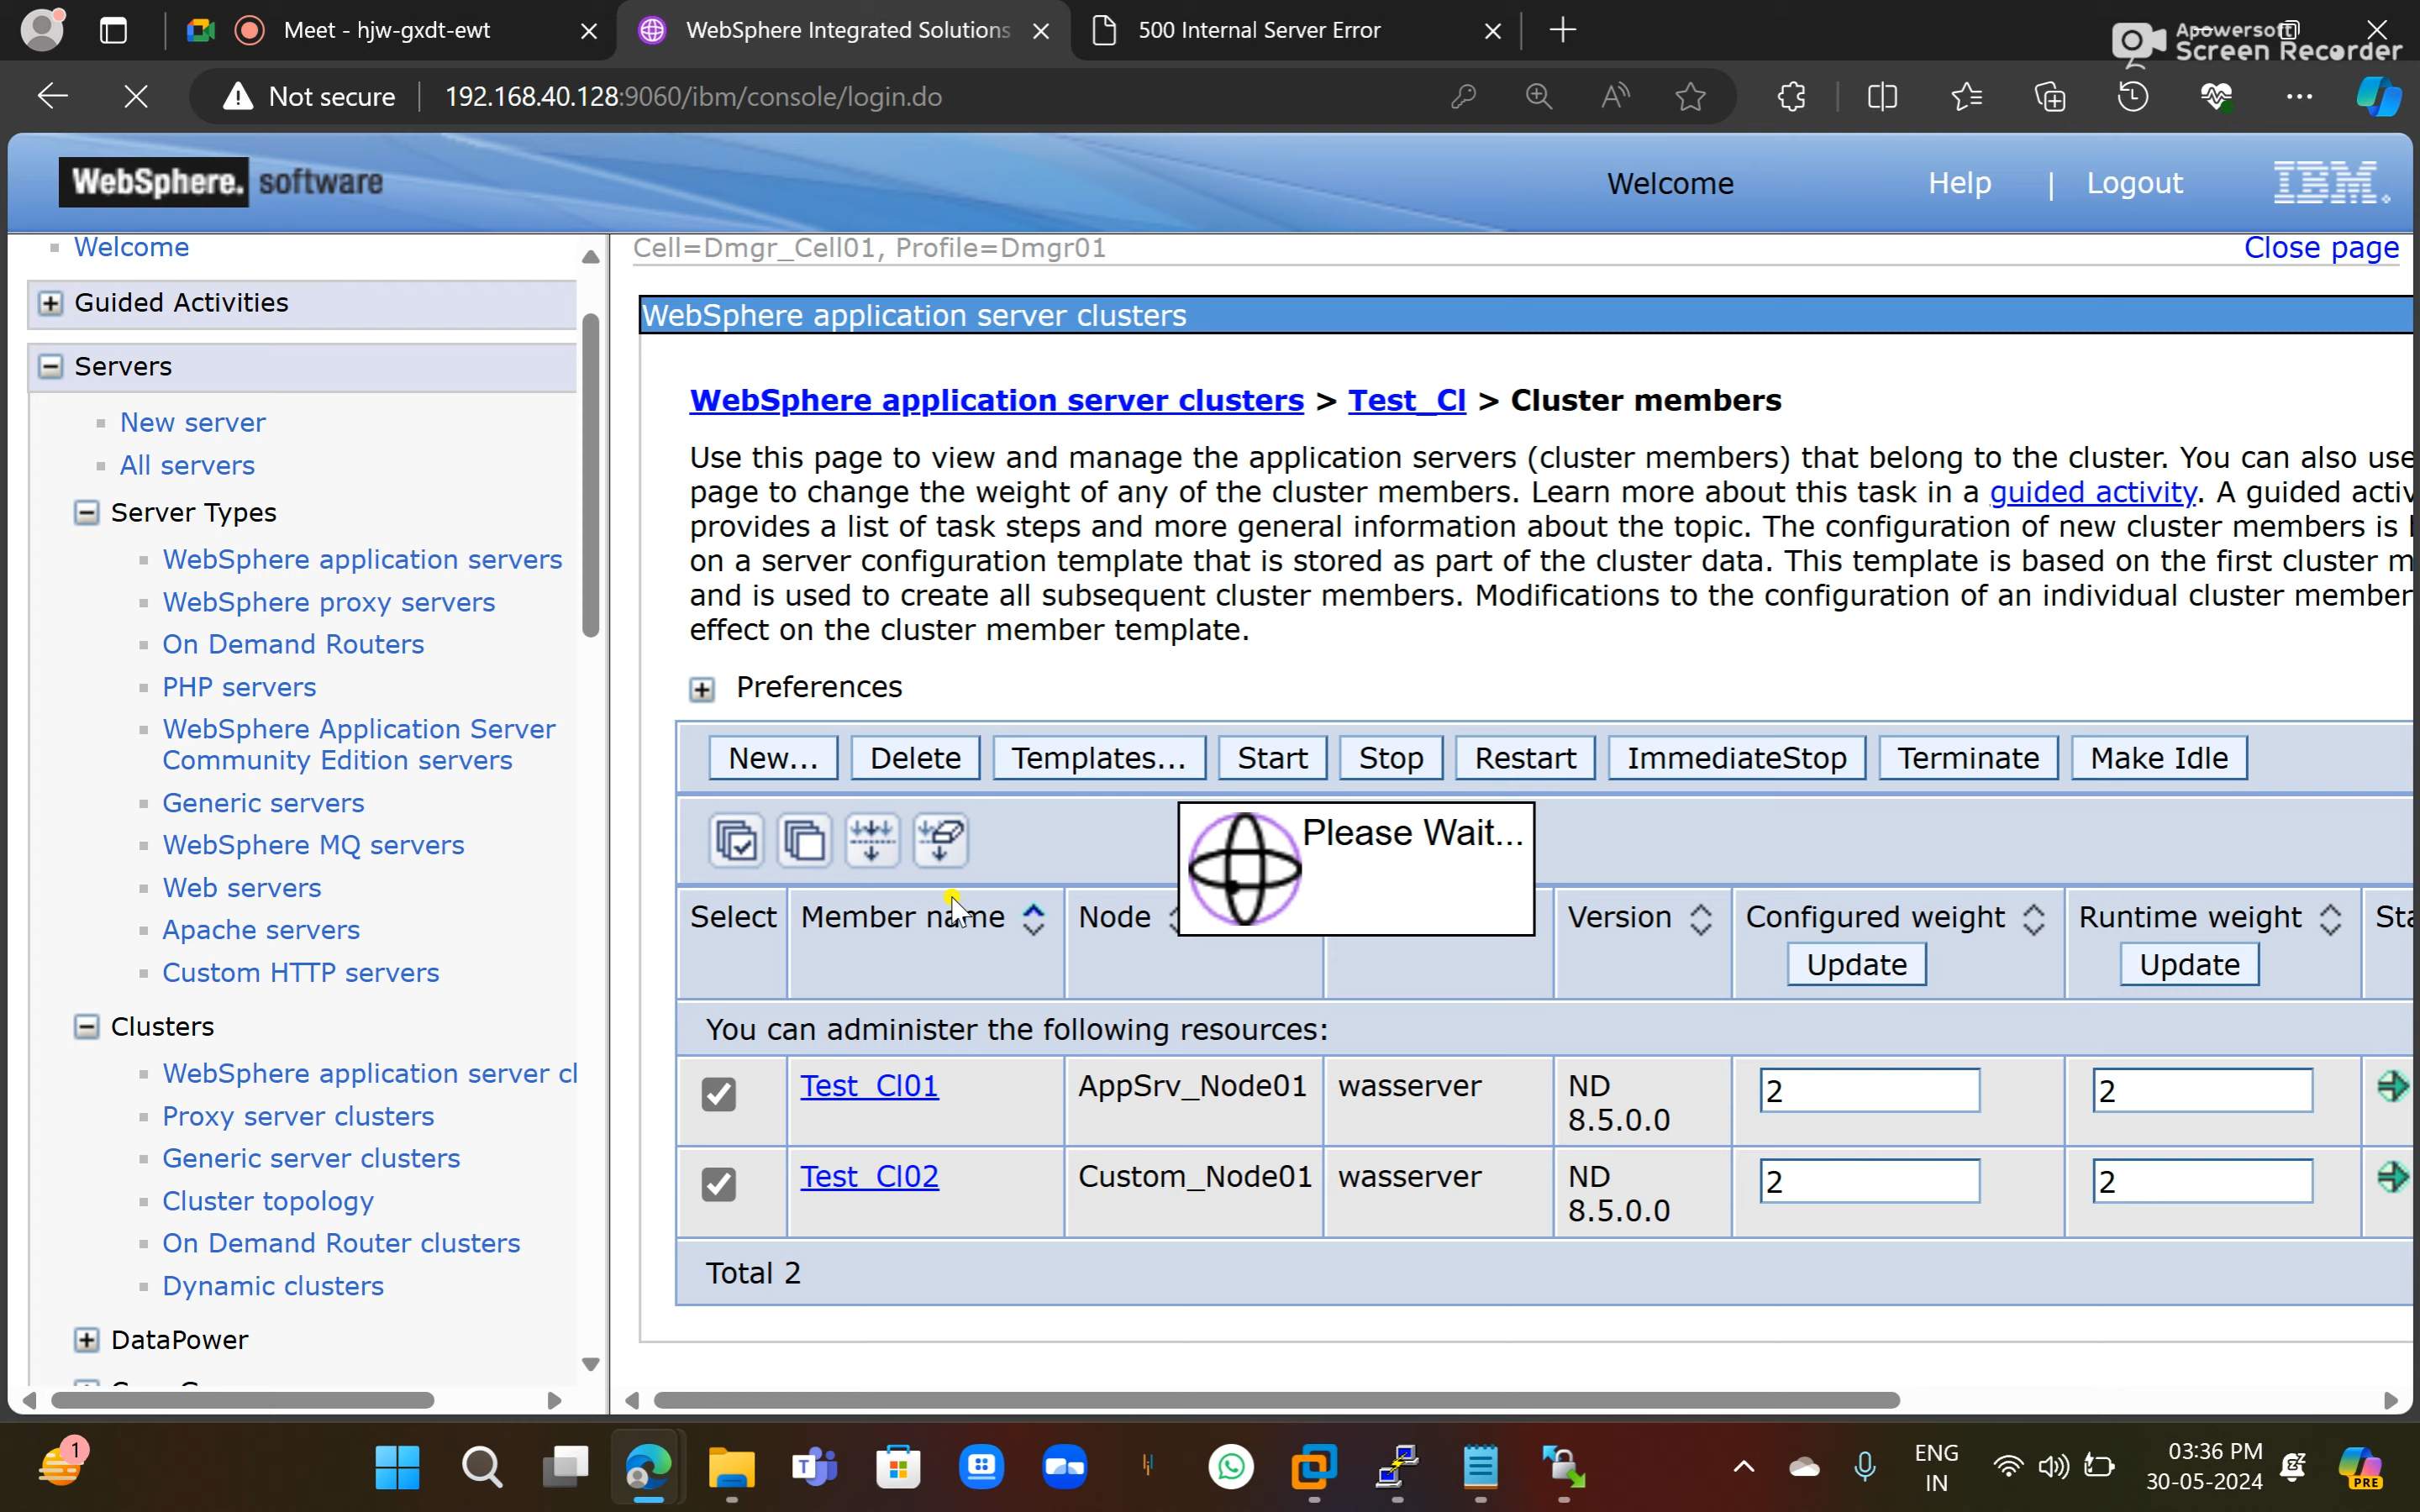 Meet - hjw-gxdt-ewt
WebSphere Integrated Solutions
500 Internal Server Error
Apowersoft
Screen Recorder
Not secure
192.168.40.128:9060/ibm/console/login.do
WebSphere. software
Welcome
Help | Logout
IBM.
Welcome
Guided Activities
Servers
New server
All servers
Server Types
WebSphere application servers
WebSphere proxy servers
On Demand Routers
PHP servers
WebSphere Application Server
Community Edition servers
Generic servers
WebSphere MQ servers
Web servers
Apache servers
Custom HTTP servers
Clusters
WebSphere application server cl
Proxy server clusters
Generic server clusters
Cluster topology
On Demand Router clusters
Dynamic clusters
DataPower
Cell=Dmgr_Cell01, Profile=Dmgr01
Close page
WebSphere application server clusters
WebSphere application server clusters > Test_Cl > Cluster members
Use this page to view and manage the application servers (cluster members) that belong to the cluster. You can also use
page to change the weight of any of the cluster members. Learn more about this task in a guided activity. A guided activ
provides a list of task steps and more general information about the topic. The configuration of new cluster members is
on a server configuration template that is stored as part of the cluster data. This template is based on the first cluster m
and is used to create all subsequent cluster members. Modifications to the configuration of an individual cluster member
effect on the cluster member template.
Preferences
New... Delete Templates... Start Stop Restart ImmediateStop Terminate Make Idle
Please Wait...
Select Member name Node Version Configured weight Runtime weight Sta
Update Update
You can administer the following resources:
Test_Cl01 AppSrv_Node01 wasserver ND 2 2
8.5.0.0
Test_Cl02 Custom_Node01 wasserver ND 2 2
8.5.0.0
Total 2
1
ENG
IN
03:36 PM
30-05-2024
PRE